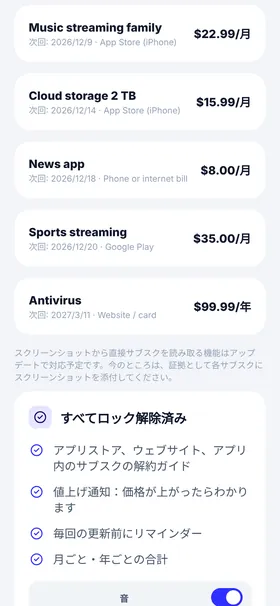 Music streaming family
$22.99/月
次回: 2026/12/9 · App Store (iPhone)
Cloud storage 2 TB
$15.99/月
次回: 2026/12/14 · App Store (iPhone)
News app
$8.00/月
次回: 2026/12/18 · Phone or internet bill
Sports streaming
$35.00/月
次回: 2026/12/20 · Google Play
Antivirus
$99.99/年
次回: 2027/3/11 · Website / card
スクリーンショットから直接サブスクを読み取る機能はアップ
デートで対応予定です。今のところは、証拠として各サブスクに
スクリーンショットを添付してください。
すべてロック解除済み
アプリストア、ウェブサイト、アプリ
内のサブスクの解約ガイド
値上げ通知：価格が上がったらわかり
ます
毎回の更新前にリマインダー
月ごと・年ごとの合計
音